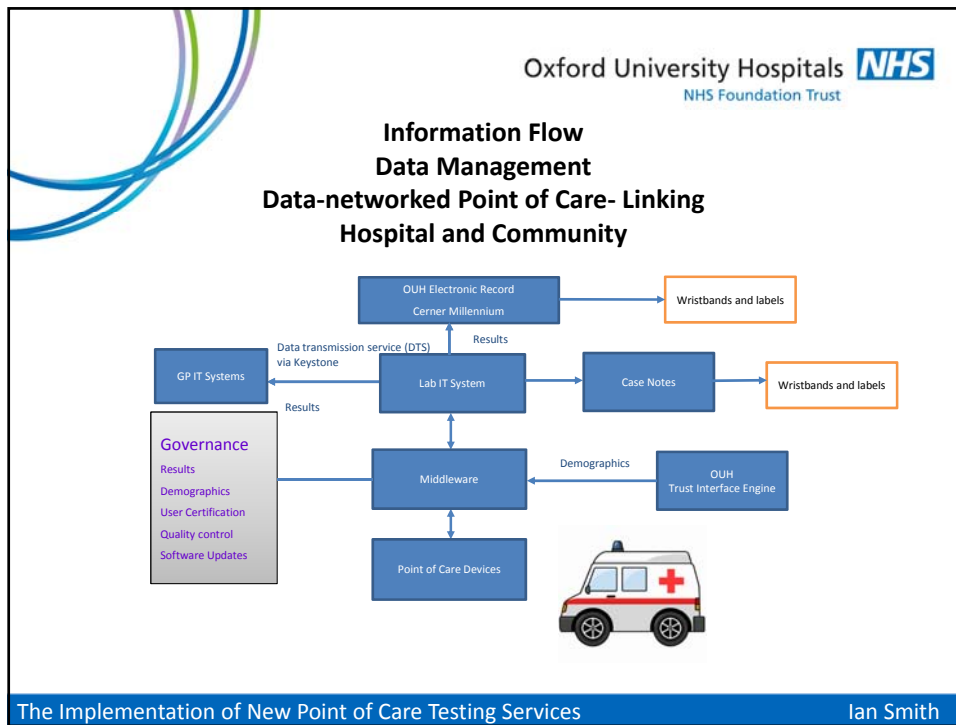 Oxford University Hospitals NHS
NHS Foundation Trust
Information Flow
Data Management
Data-networked Point of Care- Linking
Hospital and Community
OUH Electronic Record
Cerner Millennium
Wristbands and labels
Results
Data transmission service (DTS)
via Keystone
GP IT Systems
Lab IT System
Case Notes
Wristbands and labels
Results
Governance
Results
Demographics
User Certification
Quality control
Software Updates
Middleware
Demographics
OUH
Trust Interface Engine
Point of Care Devices
The Implementation of New Point of Care Testing Services
Ian Smith